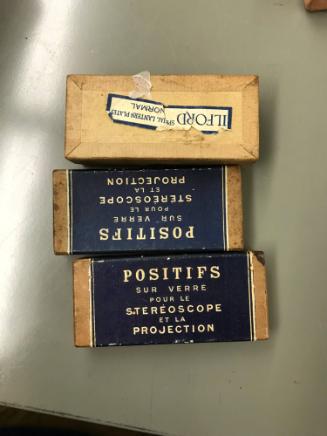 ILFORD
SPECIAL LANTERN PLATES
NORMAL
POSITIFS
SUR VERRE
POUR LE
STEREOSCOPE
ET LA
PROJECTION
POSITIFS
SUR VERRE
POUR LE
STEREOSCOPE
ET LA
PROJECTION